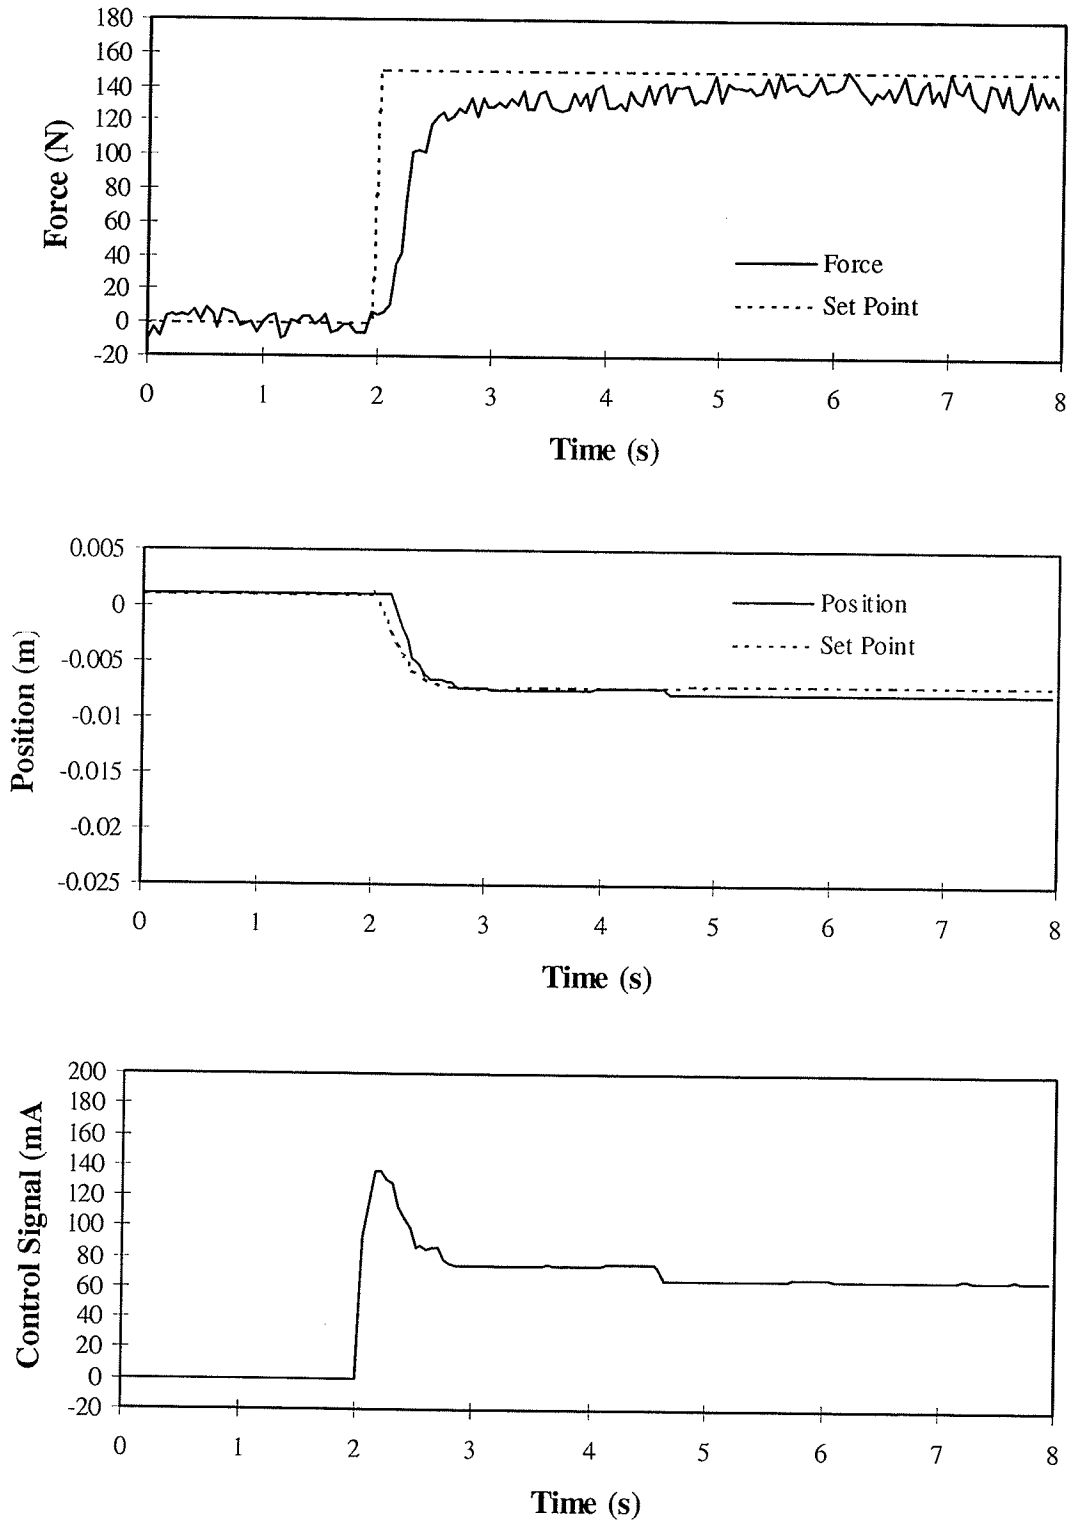 180
160
140
120
100
80
60
40
20
0
-20
Force (N)
Force
Set Point
0 1 2 3 4 5 6 7 8
Time (s)
0.005
0
-0.005
-0.01
-0.015
-0.02
-0.025
Position (m)
Position
Set Point
0 1 2 3 4 5 6 7 8
Time (s)
200
180
160
140
120
100
80
60
40
20
0
-20
Control Signal (mA
0 1 2 3 4 5 6 7 8
Time (s)